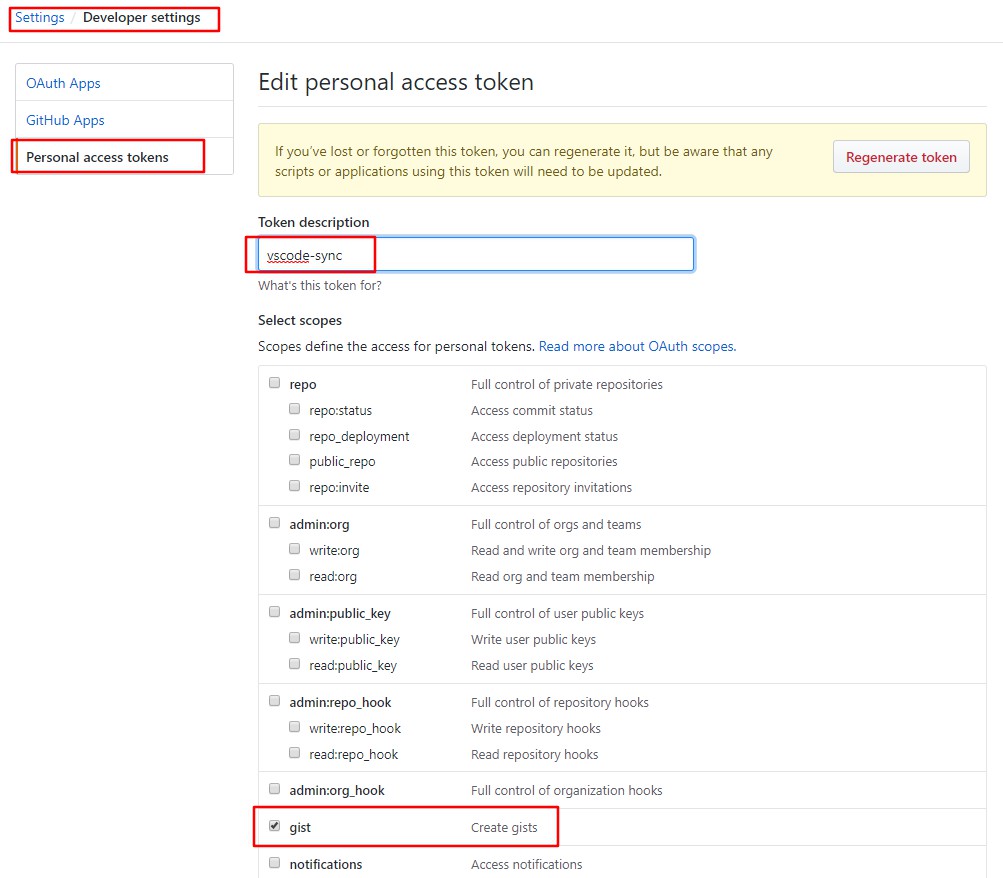 Settings / Developer settings
OAuth Apps
GitHub Apps
Personal access tokens
Edit personal access token
If you’ve lost or forgotten this token, you can regenerate it, but be aware that any
scripts or applications using this token will need to be updated.
Regenerate token
Token description
vscode-sync
What's this token for?
Select scopes
Scopes define the access for personal tokens. Read more about OAuth scopes.
repo Full control of private repositories
repo:status Access commit status
repo_deployment Access deployment status
public_repo Access public repositories
repo:invite Access repository invitations
admin:org Full control of orgs and teams
write:org Read and write org and team membership
read:org Read org and team membership
admin:public_key Full control of user public keys
write:public_key Write user public keys
read:public_key Read user public keys
admin:repo_hook Full control of repository hooks
write:repo_hook Write repository hooks
read:repo_hook Read repository hooks
admin:org_hook Full control of organization hooks
gist Create gists
notifications Access notifications